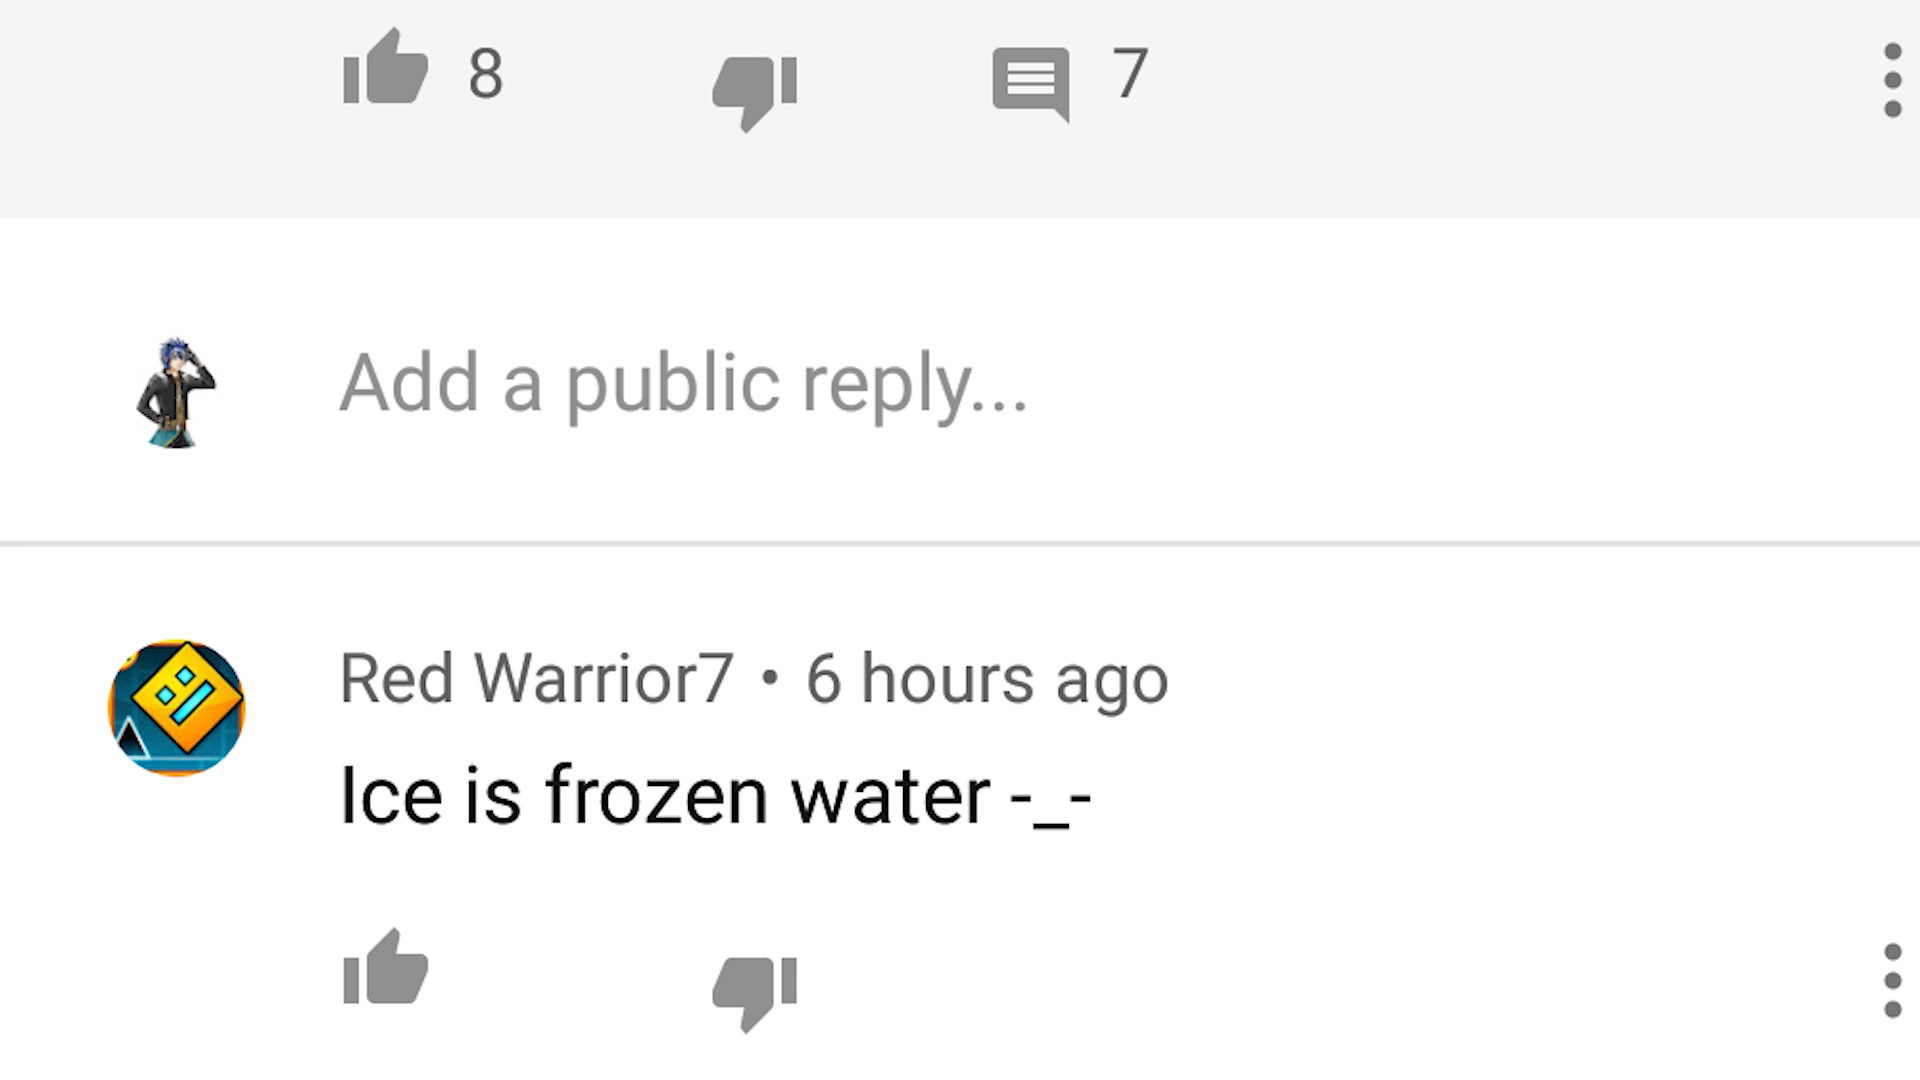 8 7
Add a public reply...
Red Warrior7 • 6 hours ago
Ice is frozen water -_-